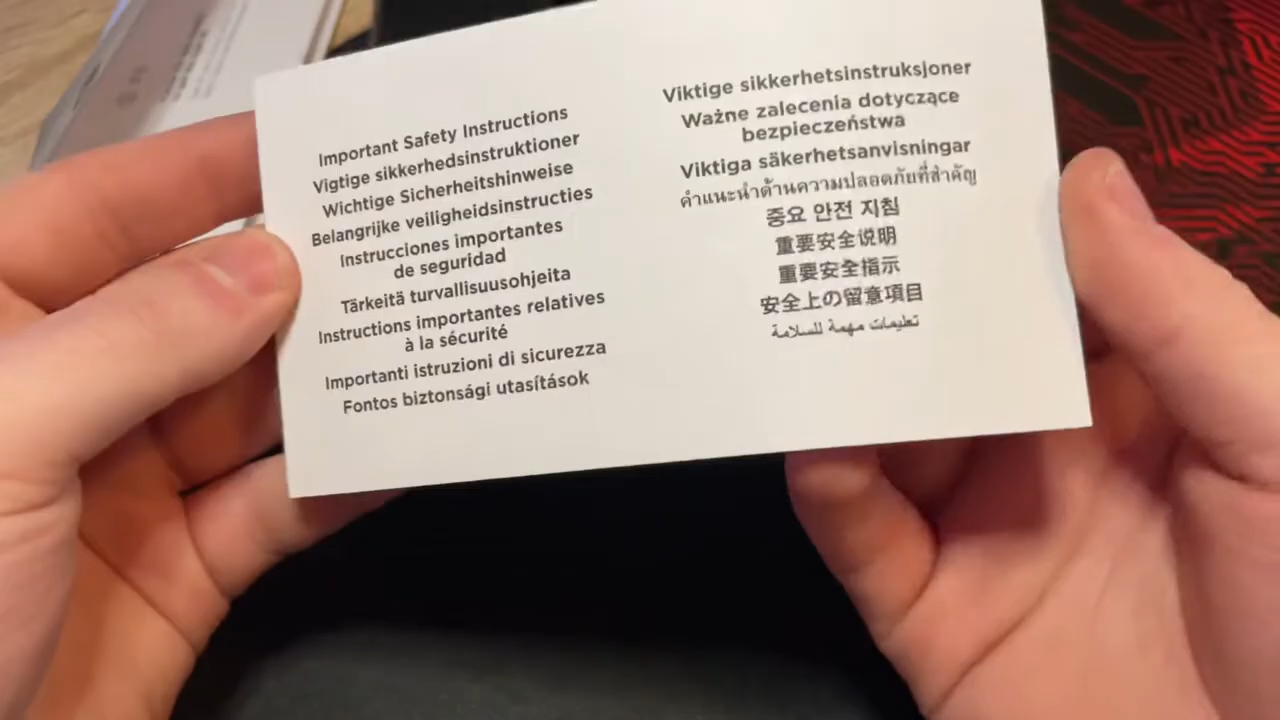 Important Safety Instructions
Vigtige sikkerhedsinstruktioner
Wichtige Sicherheitshinweise
Belangrijke veiligheidsinstructies
Instrucciones importantes
de seguridad
Tärkeitä turvallisuusohjeita
Instructions importantes relatives
à la sécurité
Importanti istruzioni di sicurezza
Fontos biztonsági utasítások
Viktige sikkerhetsinstruksjoner
Ważne zalecenia dotyczące
bezpieczeństwa
Viktiga säkerhetsanvisningar
คำแนะนำด้านความปลอดภัยที่สำคัญ
중요 안전 지침
重要安全说明
重要安全指示
安全上の留意項目
تعليمات مهمة للسلامة